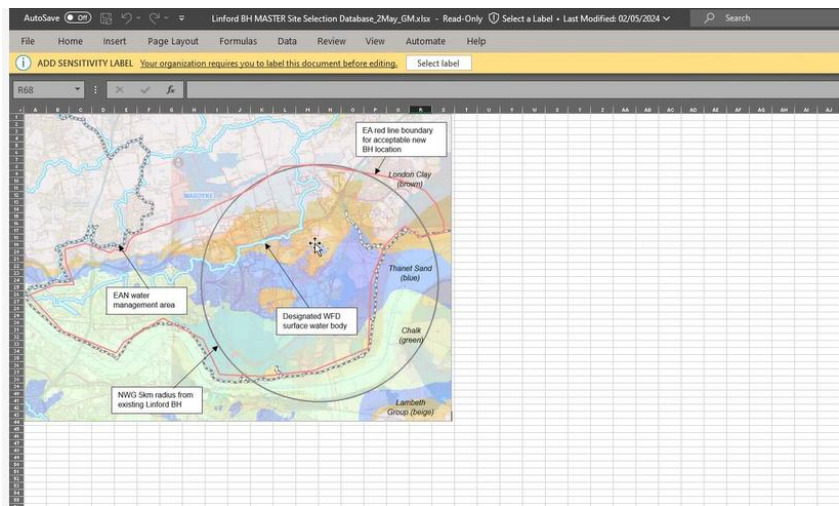 AutoSave Off Linford BH MASTER Site Selection Database_2May_GM.xlsx - Read-Only Select a Label • Last Modified: 02/05/2024 Search
File Home Insert Page Layout Formulas Data Review View Automate Help
ADD SENSITIVITY LABEL Your organization requires you to label this document before editing. Select label
R68 fx
EA red line boundary
for acceptable new
BH location
London Clay
(brown)
EAN water
management area
Thanet Sand
(blue)
Designated WFD
surface water body
Chalk
(green)
NWG 5km radius from
existing Linford BH
Lambeth
Group (beige)